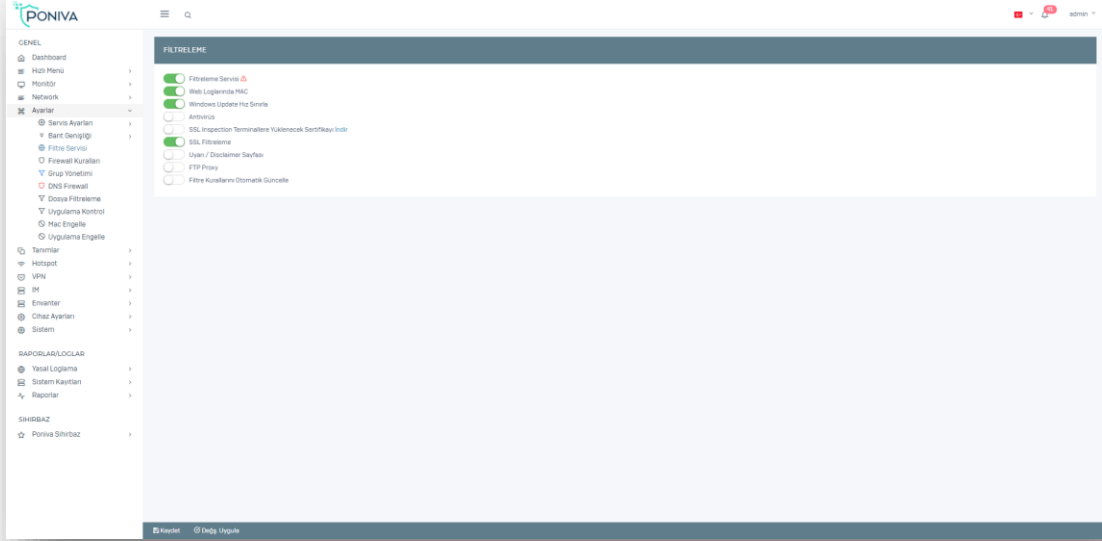 PONIVA
admin
GENEL
Dashboard
Hızlı Menü
Monitör
Network
Ayarlar
Servis Ayarları
Bant Genişliği
Filtre Servisi
Firewall Kuralları
Grup Yönetimi
DNS Firewall
Dosya Filtreleme
Uygulama Kontrol
Mac Engelle
Uygulama Engelle
Tanımlar
Hotspot
VPN
IM
Envanter
Cihaz Ayarları
Sistem
RAPORLAR/LOGLAR
Yasal Loglama
Sistem Kayıtları
Raporlar
SIHIRBAZ
Poniva Sihirbaz
FİLTRELEME
Filtreleme Servisi
Web Loglarında MAC
Windows Update Hız Sınırla
Antivirüs
SSL Inspection Terminallere Yüklenecek Sertifikayı İndir
SSL Filtreleme
Uyarı / Disclaimer Sayfası
FTP Proxy
Filtre Kurallarını Otomatik Güncelle
Kaydet Değş. Uygula